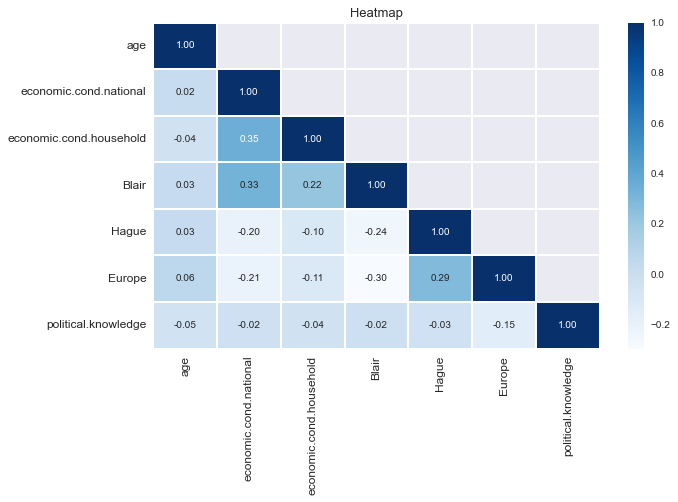 Heatmap
age 1.00
economic.cond.national 0.02 1.00
economic.cond.household -0.04 0.35 1.00
Blair 0.03 0.33 0.22 1.00
Hague 0.03 -0.20 -0.10 -0.24 1.00
Europe 0.06 -0.21 -0.11 -0.30 0.29 1.00
political.knowledge -0.05 -0.02 -0.04 -0.02 -0.03 -0.15 1.00
age
economic.cond.national
economic.cond.household
Blair
Hague
Europe
political.knowledge
1.0
0.8
0.6
0.4
0.2
0.0
−0.2